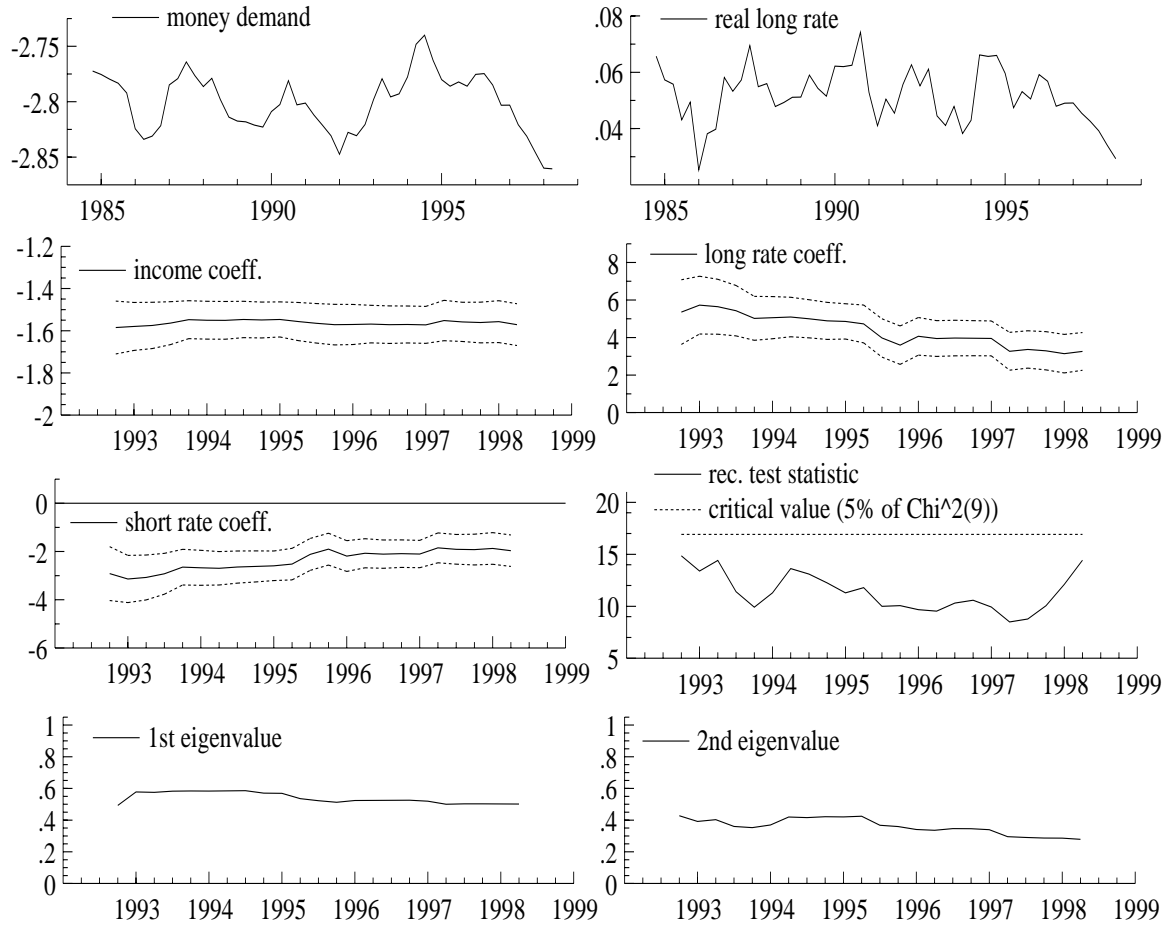 money demand
-2.75
-2.8
-2.85
1985 1990 1995
real long rate
.08
.06
.04
1985 1990 1995
income coeff.
-1.2
-1.4
-1.6
-1.8
-2
1993 1994 1995 1996 1997 1998 1999
long rate coeff.
8
6
4
2
0
1993 1994 1995 1996 1997 1998 1999
0
short rate coeff.
-2
-4
-6
1993 1994 1995 1996 1997 1998 1999
rec. test statistic
critical value (5% of Chi^2(9))
20
15
10
5
1993 1994 1995 1996 1997 1998 1999
1st eigenvalue
1
.8
.6
.4
.2
0
1993 1994 1995 1996 1997 1998 1999
2nd eigenvalue
1
.8
.6
.4
.2
0
1993 1994 1995 1996 1997 1998 1999